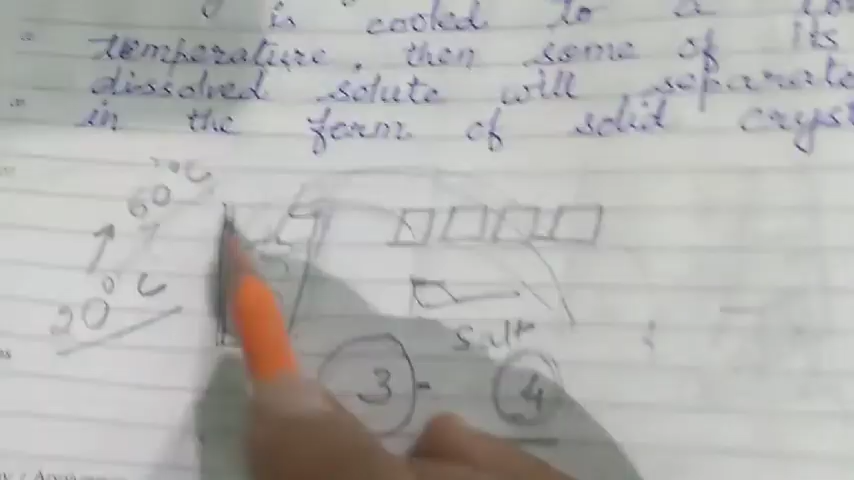 is cooled to a
temperature, then some of its
dissolved solute will separate
in the form of solid cryst
60
20°C
Salt
3 - 4